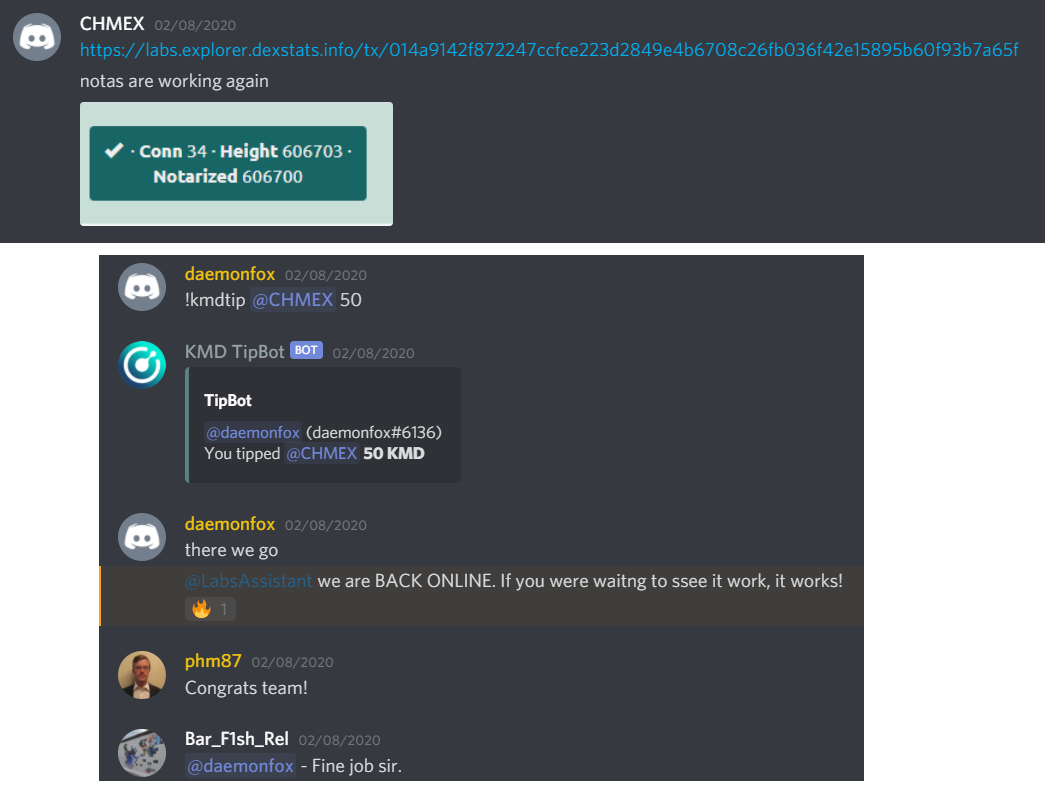 CHMEX 02/08/2020
https://labs.explorer.dexstats.info/tx/014a9142f872247ccfce223d2849e4b6708c26fb036f42e15895b60f93b7a65f
notas are working again
✔ · Conn 34 · Height 606703 ·
Notarized 606700
daemonfox 02/08/2020
!kmdtip @CHMEX 50
KMD TipBot BOT 02/08/2020
TipBot
@daemonfox (daemonfox#6136)
You tipped @CHMEX 50 KMD
daemonfox 02/08/2020
there we go
@LabsAssistant we are BACK ONLINE. If you were waitng to ssee it work, it works!
🔥 1
phm87 02/08/2020
Congrats team!
Bar_F1sh_Rel 02/08/2020
@daemonfox - Fine job sir.